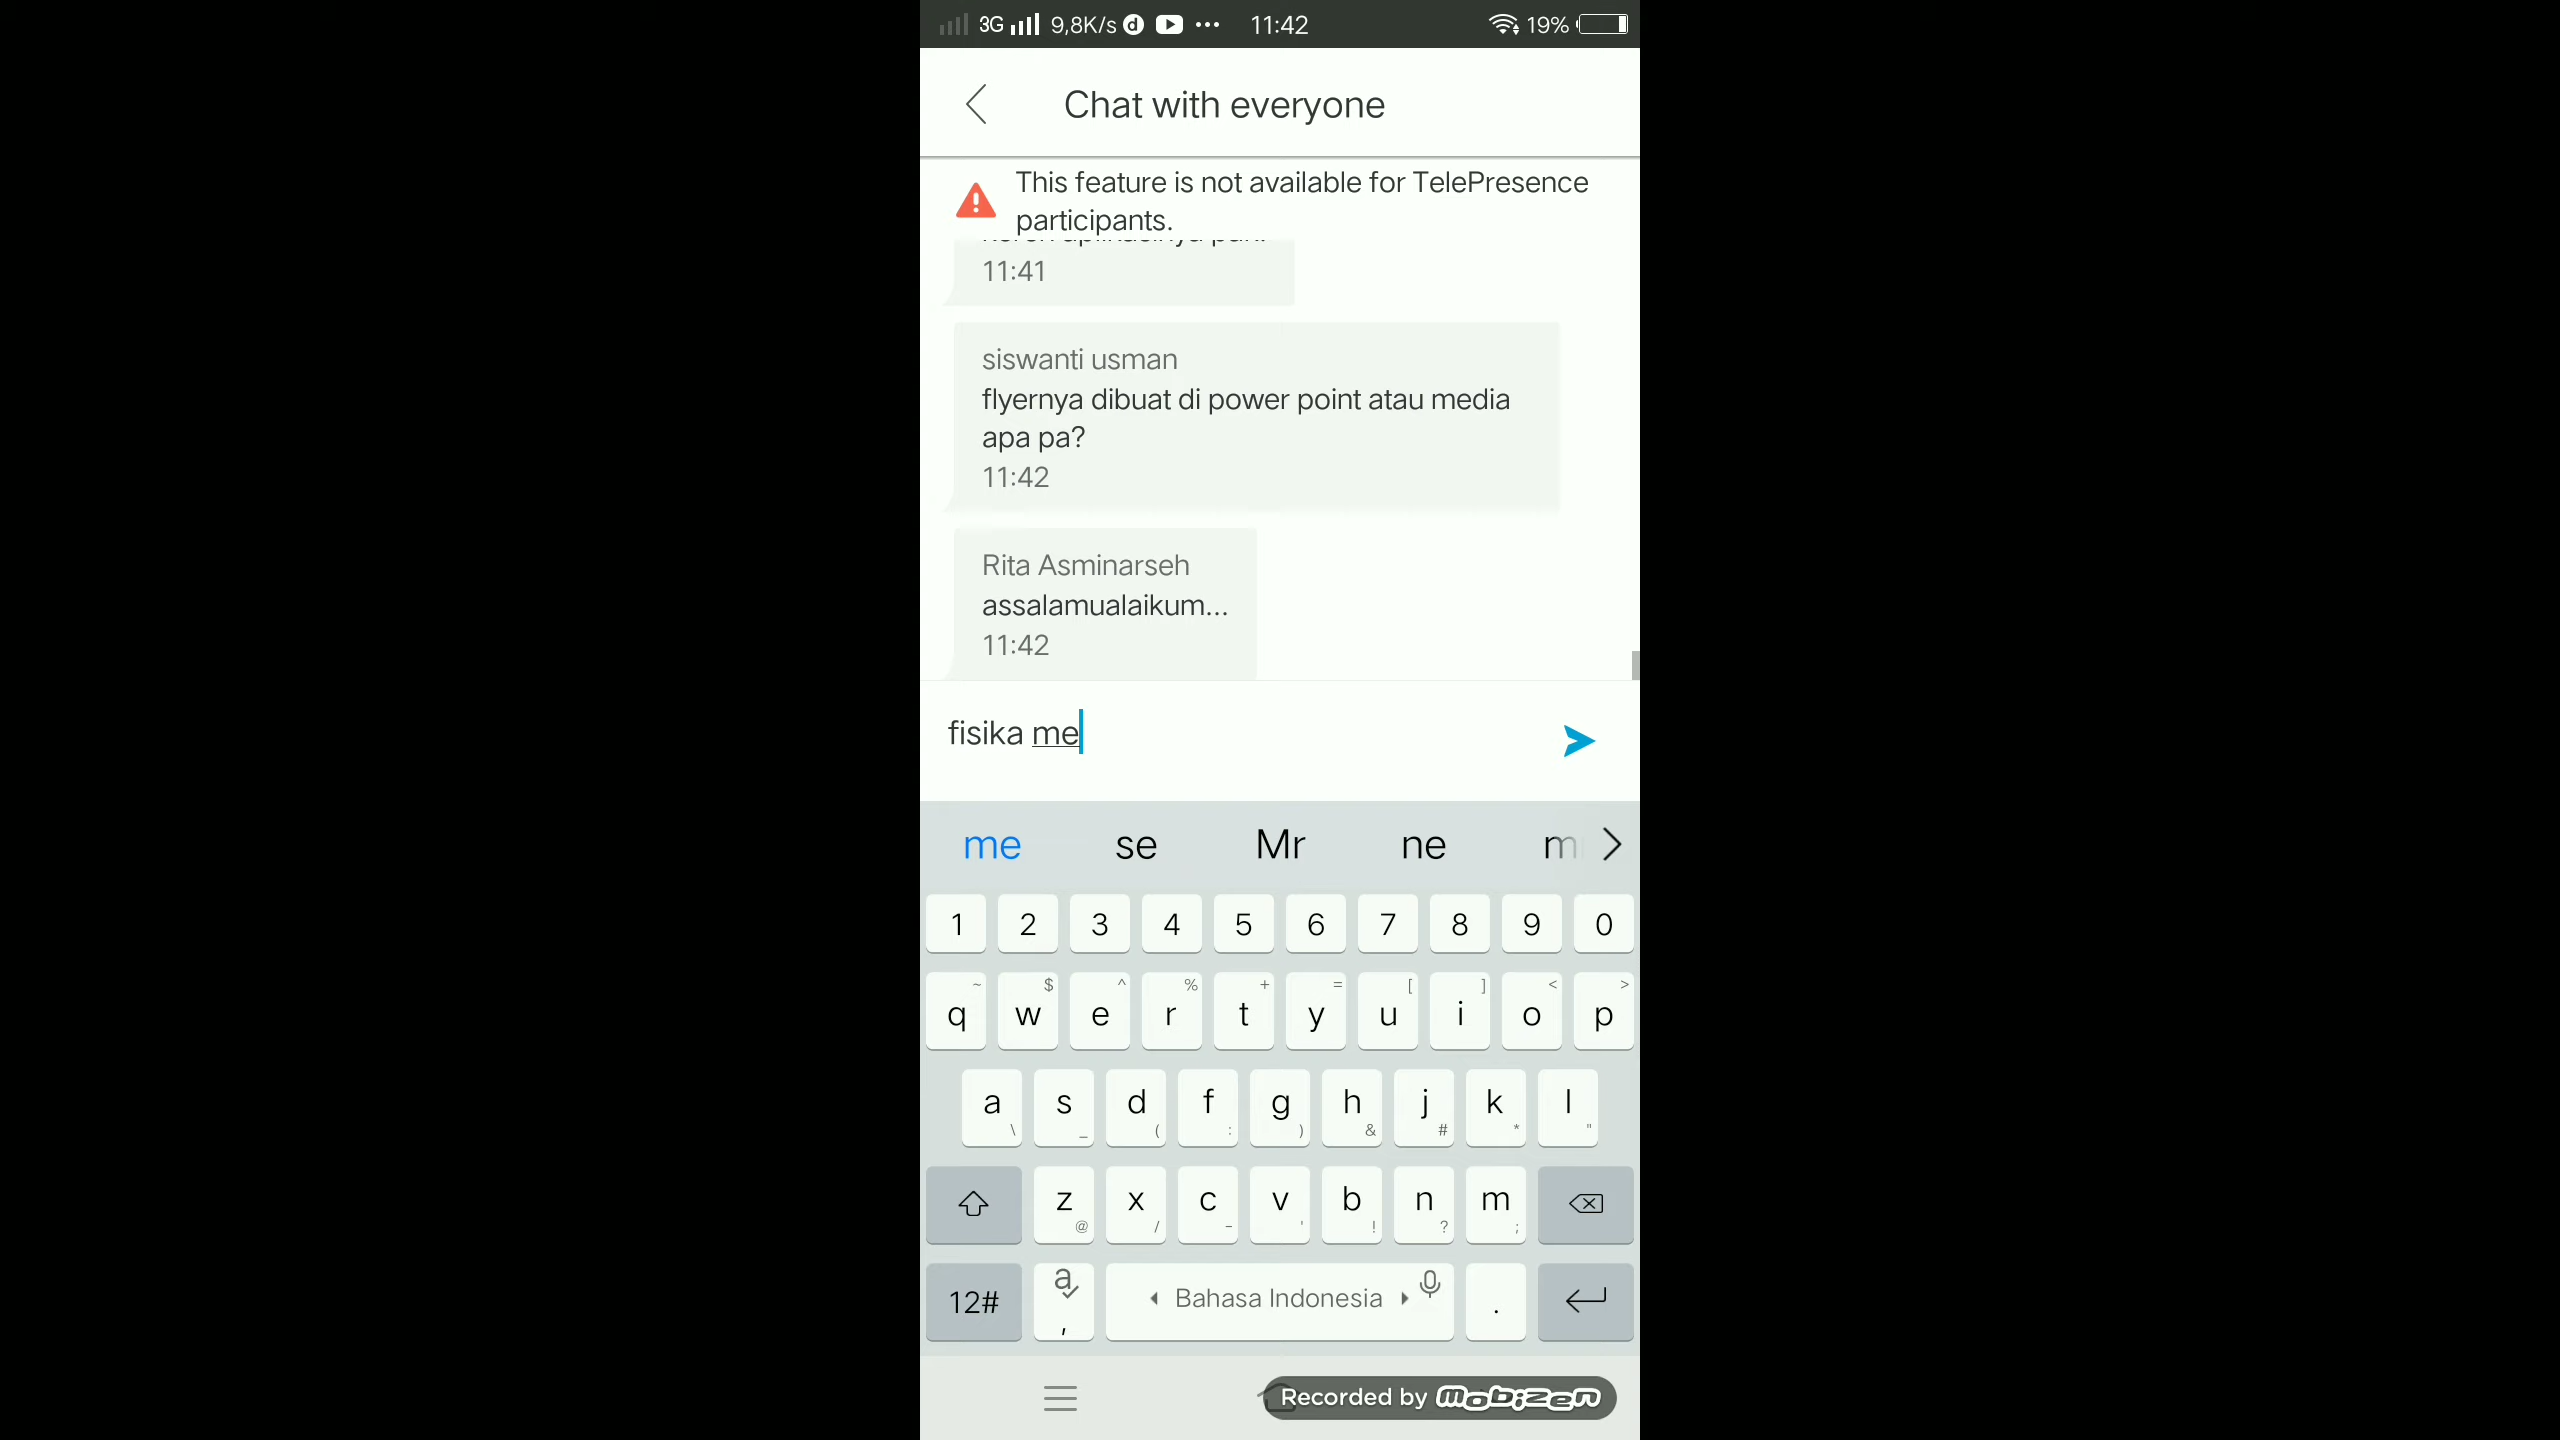 3G 9,8K/s 11:42 19%
Chat with everyone
This feature is not available for TelePresence
participants.
11:41
siswanti usman
flyernya dibuat di power point atau media
apa pa?
11:42
Rita Asminarseh
assalamualaikum...
11:42
fisika me
me se Mr ne m
1 2 3 4 5 6 7 8 9 0
~ $ ^ % + = [ ] < >
q w e r t y u i o p
a s d f g h j k l
\ _ ( : ) & # * "
z x c v b n m
@ / - ' ! ? ;
12# a , Bahasa Indonesia .
Recorded by mobizen